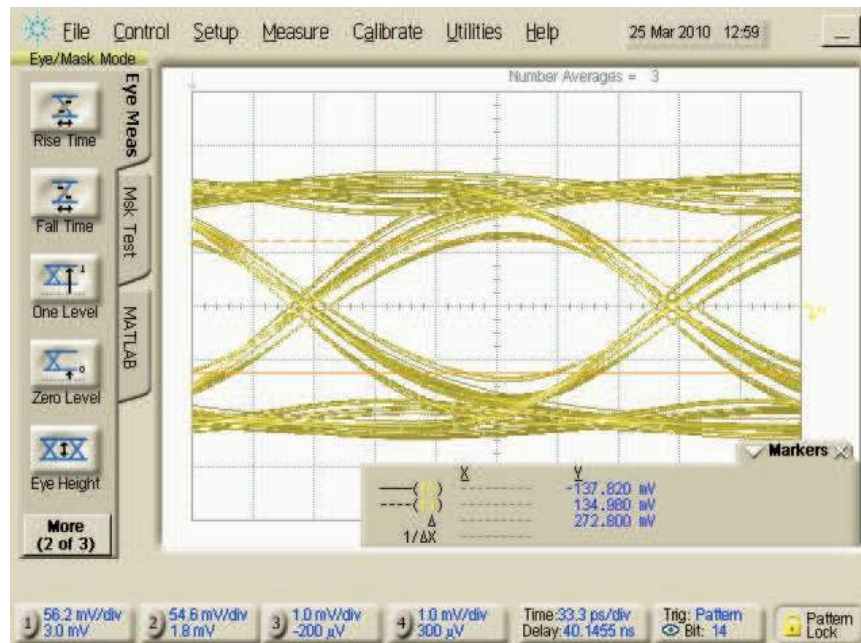 File Control Setup Measure Calibrate Utilities Help 25 Mar 2010 12:59
Eye/Mask Mode
Number Averages = 3
Eye Meas
Msk Test
MATLAB
Rise Time
Fall Time
One Level
Zero Level
Eye Height
More
(2 of 3)
Markers
X Y
-137.820 mV
134.980 mV
Δ 272.800 mV
1/ΔX
1) 56.2 mV/div
3.0 mV
2) 54.6 mV/div
1.8 mV
3) 1.0 mV/div
-200 µV
4) 1.0 mV/div
300 µV
Time:33.3 ps/div
Delay:40.1455 ns
Trig: Pattern
Bit: 14
Pattern
Lock